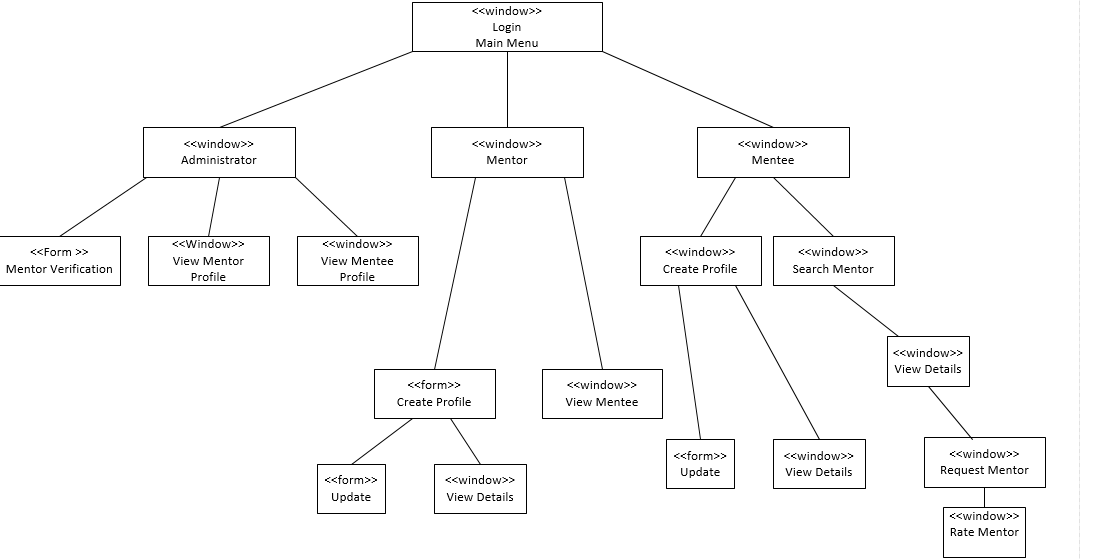 <<window>>
Login
Main Menu
<<window>>
Administrator
<<window>>
Mentor
<<window>>
Mentee
<<Form >>
Mentor Verification
<<Window>>
View Mentor
Profile
<<window>>
View Mentee
Profile
<<window>>
Create Profile
<<window>>
Search Mentor
<<window>>
View Details
<<form>>
Create Profile
<<window>>
View Mentee
<<form>>
Update
<<window>>
View Details
<<window>>
Request Mentor
<<form>>
Update
<<window>>
View Details
<<window>>
Rate Mentor